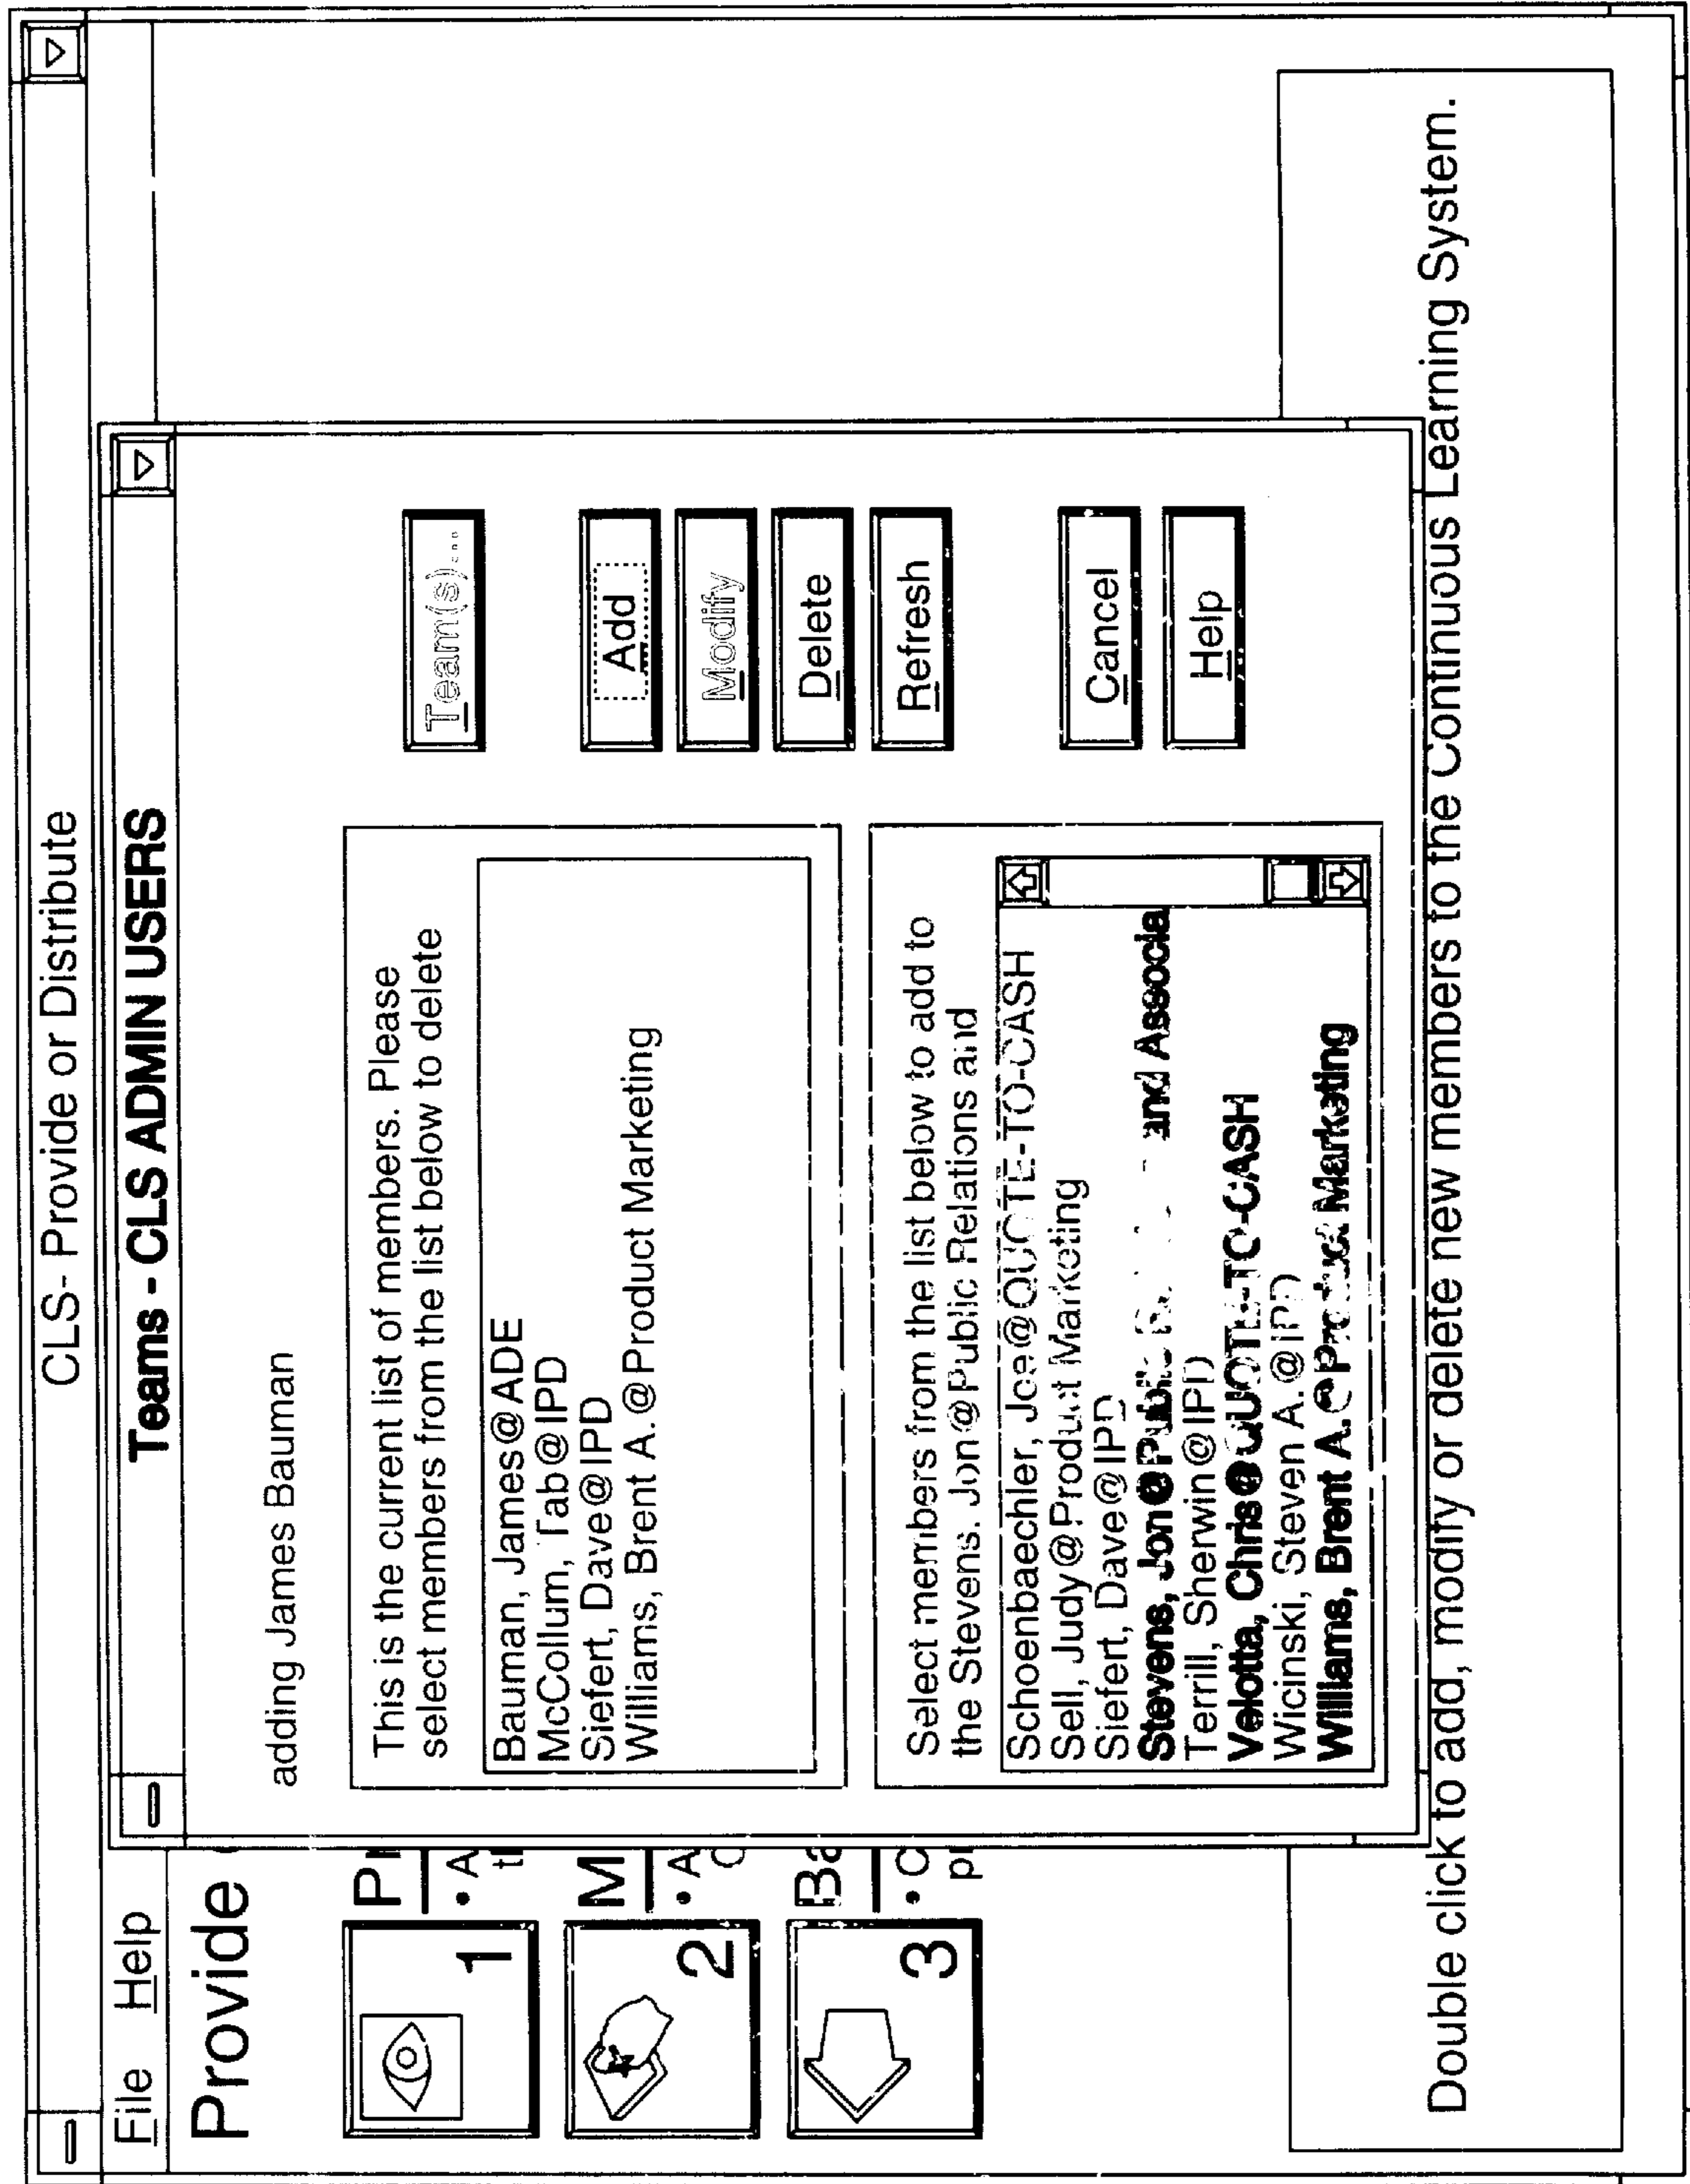 CLS- Provide or Distribute
File Help
Teams - CLS ADMIN USERS
Provide
adding James Bauman
This is the current list of members. Please
select members from the list below to delete
Bauman, James@ADE
McCollum, Tab@IPD
Siefert, Dave@IPD
Williams, Brent A.@Product Marketing
Select members from the list below to add to
the Stevens. Jon@Public Relations and
Schoenbaechler, Joe@QUOTE-TO-CASH
Sell, Judy@Product Marketing
Siefert, Dave@IPD
Stevens, Jon@Public and Associa
Terrill, Sherwin@IPD
Velotta, Chris@QUOTE-TO-CASH
Wicinski, Steven A.@IPD
Williams, Brent A.@Product Marketing
Team(s)...
Add
Modify
Delete
Refresh
Cancel
Help
1
2
3
M
Ba
• A
• A
• C
Double click to add, modify or delete new members to the Continuous Learning System.